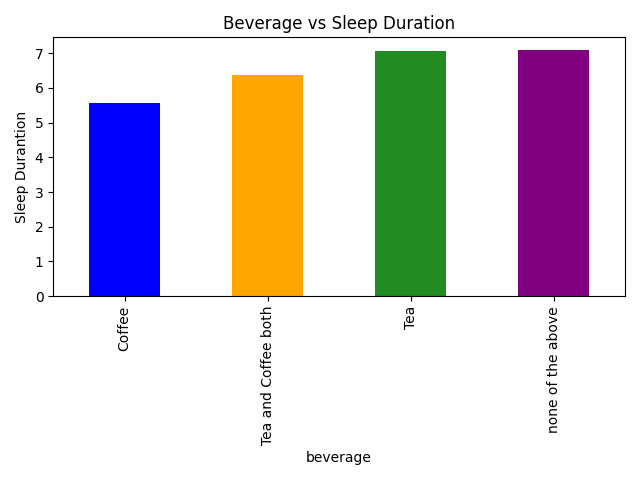 Beverage vs Sleep Duration
Sleep Durantion
7
6
5
4
3
2
1
0
Coffee
Tea and Coffee both
Tea
none of the above
beverage